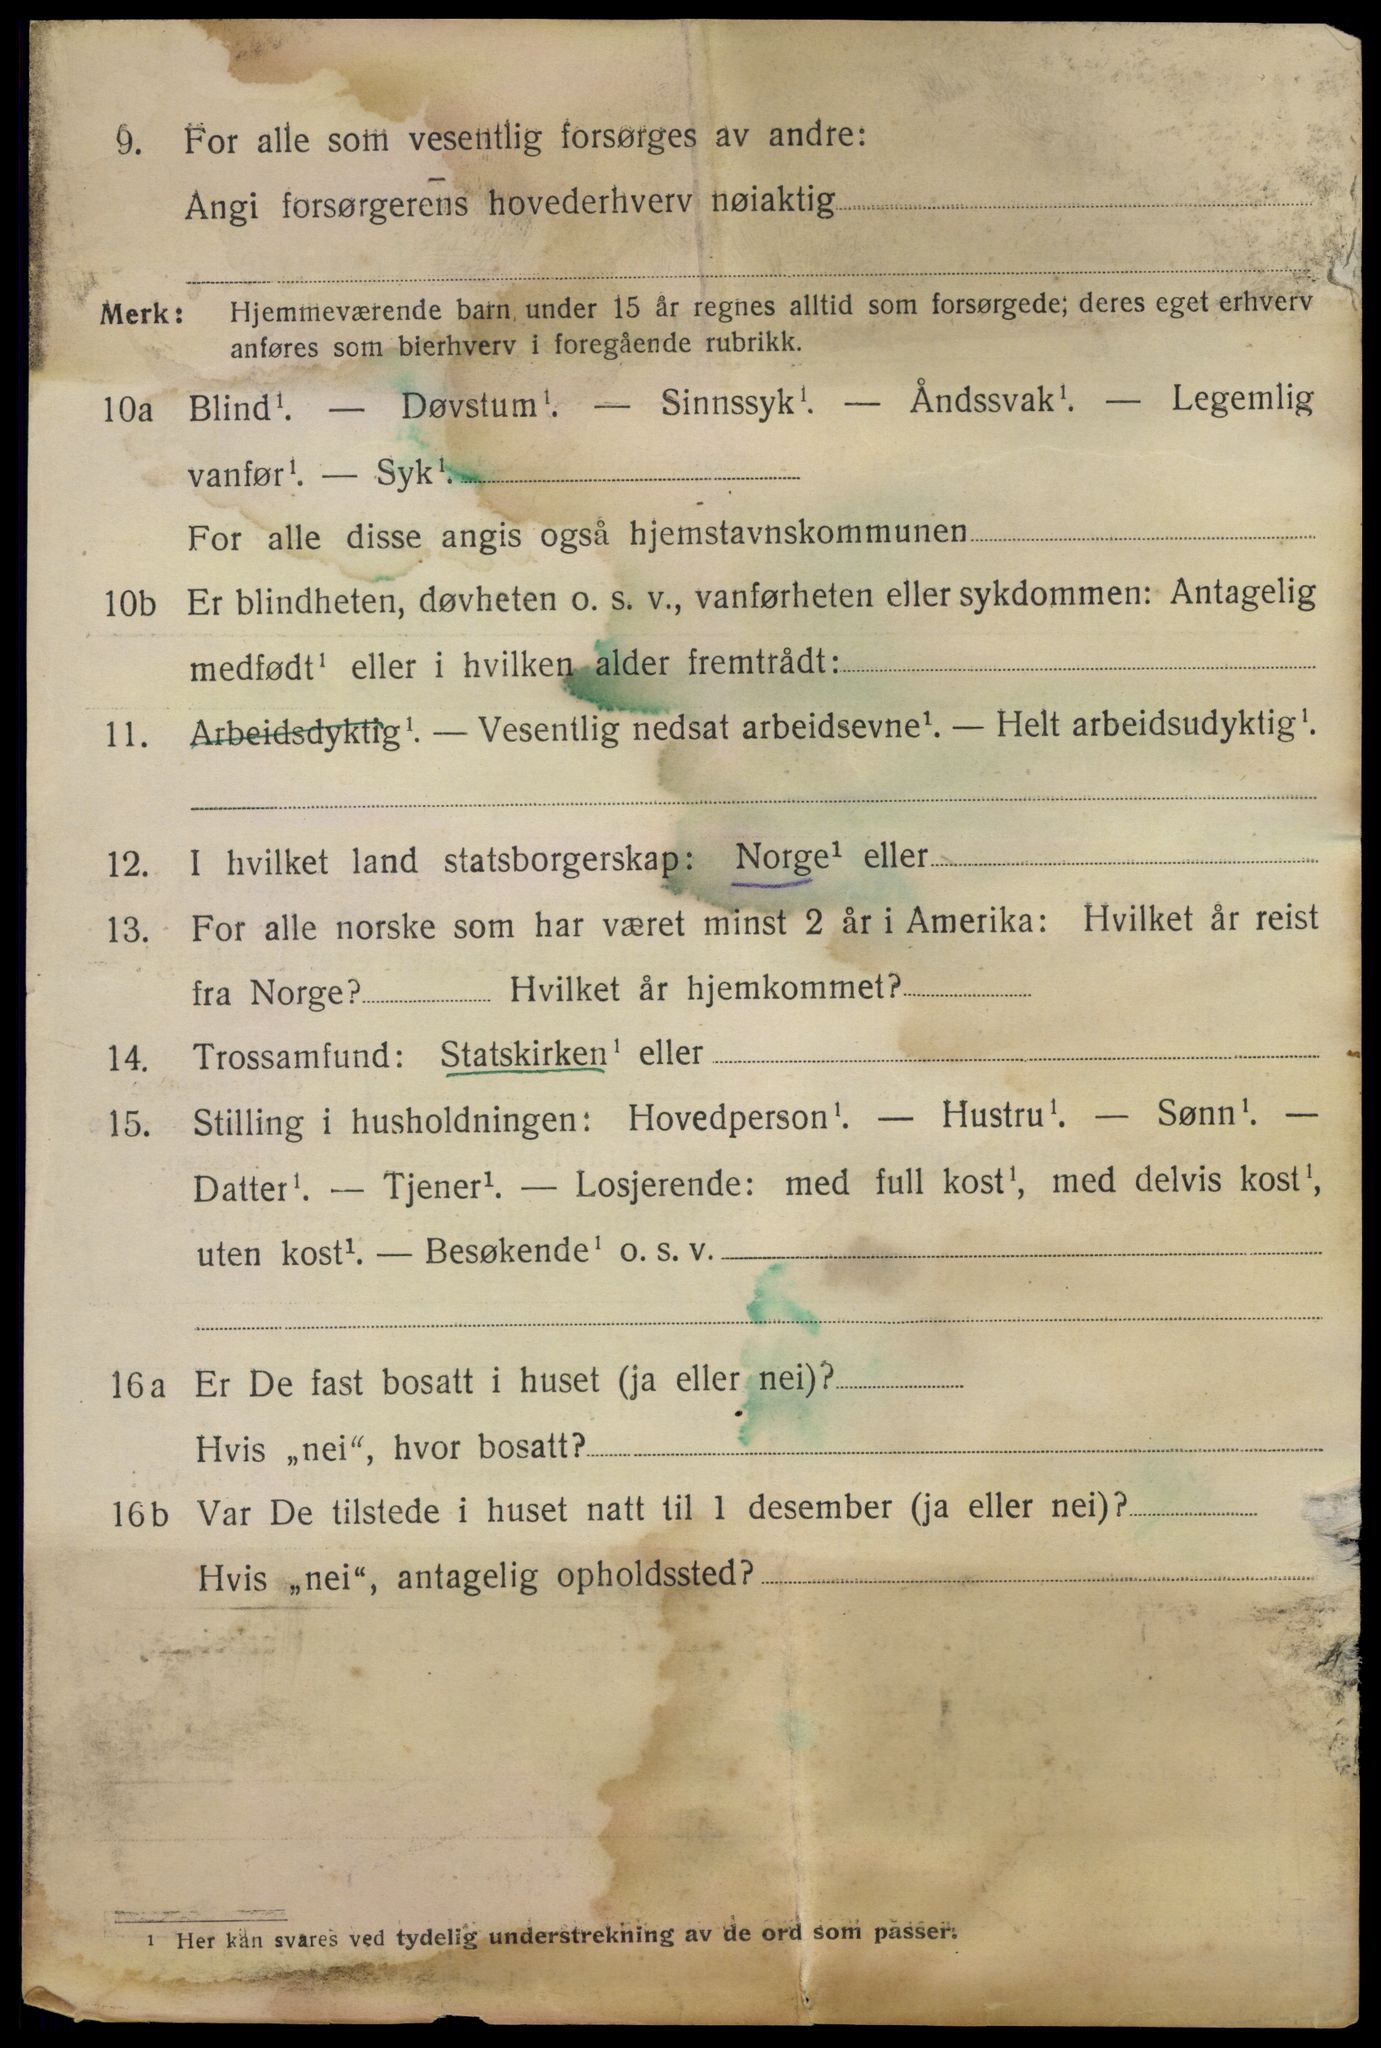 9. For alle som vesentlig forsørges av andre:
Angi forsørgerens hovederhverv nøiaktig
Merk: Hjemmeværende barn under 15 år regnes alltid som forsørgede; deres eget erhverv
anføres som bierhverv i foregående rubrikk.
10a Blind¹. — Døvstum¹. — Sinnssyk¹. — Åndssvak¹. — Legemlig
vanfør¹. — Syk¹.
For alle disse angis også hjemstavnskommunen
10b Er blindheten, døvheten o. s. v., vanførheten eller sykdommen: Antagelig
medfødt¹ eller i hvilken alder fremtrådt:
11. Arbeidsdyktig¹. — Vesentlig nedsat arbeidsevne¹. — Helt arbeidsudyktig¹.
12. I hvilket land statsborgerskap: Norge¹ eller
13. For alle norske som har været minst 2 år i Amerika: Hvilket år reist
fra Norge? Hvilket år hjemkommet?
14. Trossamfund: Statskirken¹ eller
15. Stilling i husholdningen: Hovedperson¹. — Hustru¹. — Sønn¹. —
Datter¹. — Tjener¹. — Losjerende: med full kost¹, med delvis kost¹,
uten kost¹. — Besøkende¹ o. s. v.
16a Er De fast bosatt i huset (ja eller nei)?
Hvis „nei“, hvor bosatt?
16b Var De tilstede i huset natt til 1 desember (ja eller nei)?
Hvis „nei“, antagelig opholdssted?
¹ Her kan svares ved tydelig understrekning av de ord som passer.